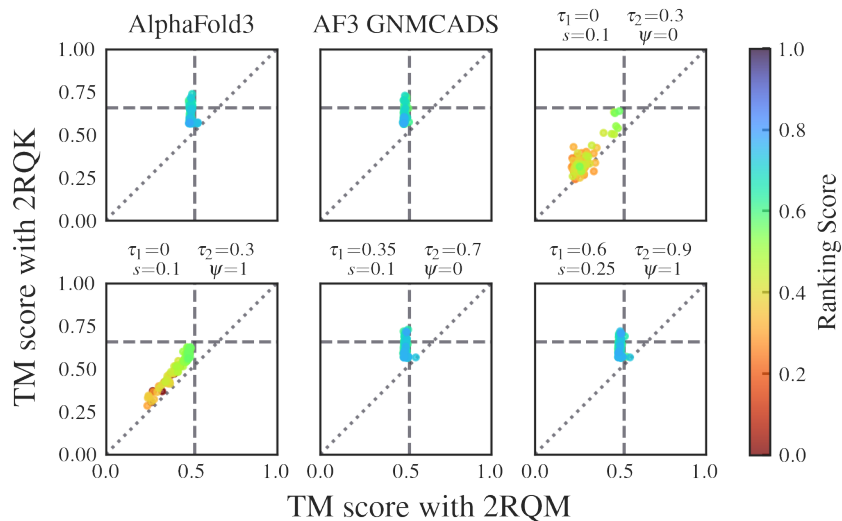 AlphaFold3
AF3 GNMCADS
τ₁=0 τ₂=0.3
s=0.1 ψ=0
1.00
0.75
0.50
0.25
0.00
τ₁=0 τ₂=0.3
s=0.1 ψ=1
τ₁=0.35 τ₂=0.7
s=0.1 ψ=0
τ₁=0.6 τ₂=0.9
s=0.25 ψ=1
1.00
0.75
0.50
0.25
0.00
0.0 0.5 1.0
0.0 0.5 1.0
0.0 0.5 1.0
TM score with 2RQM
TM score with 2RQK
1.0
0.8
0.6
0.4
0.2
0.0
Ranking Score